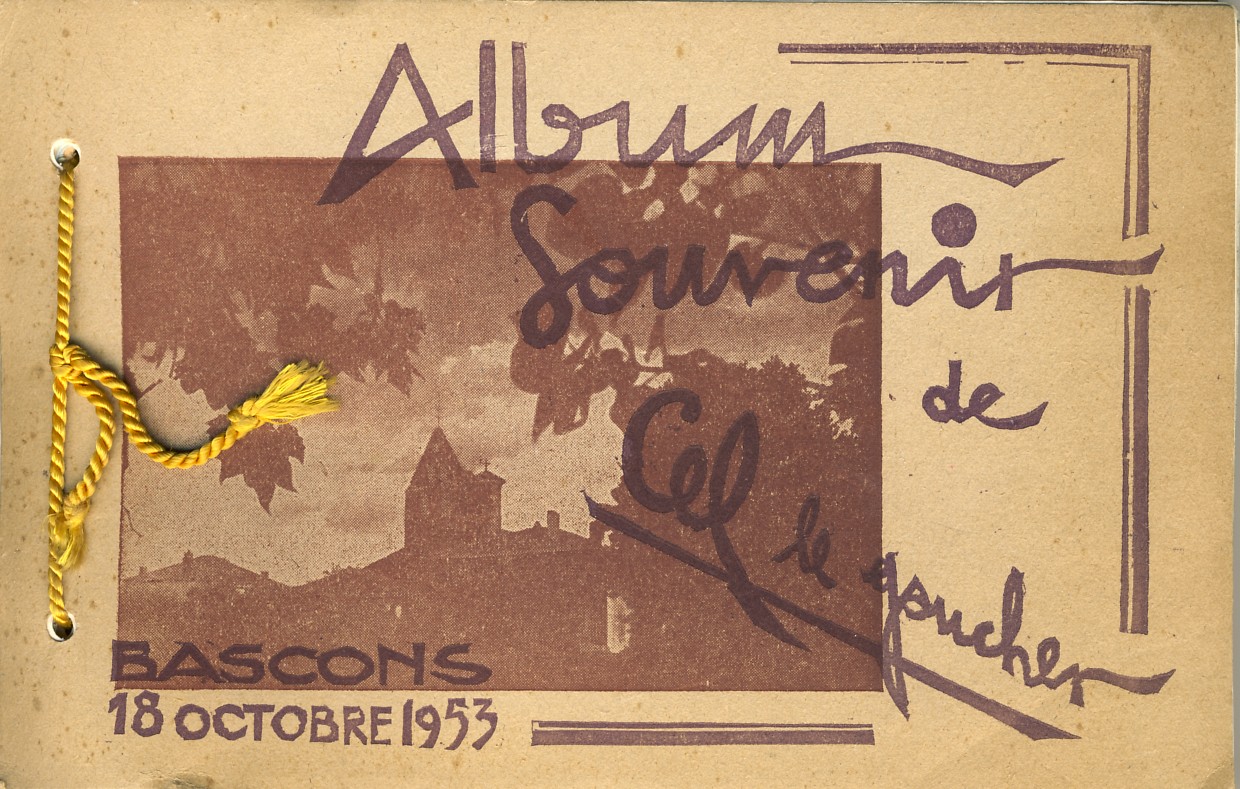 Album
Souvenir
de
Cel
le gaucher
BASCONS
18 OCTOBRE 1953